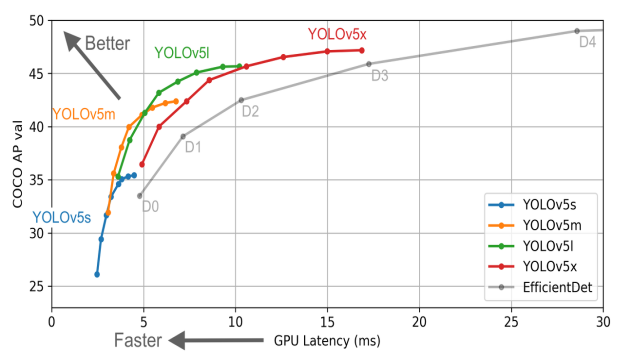 50
45
40
35
30
25
COCO AP val
Better
YOLOv5x
YOLOv5l
YOLOv5m
YOLOv5s
D4
D3
D2
D1
D0
YOLOv5s
YOLOv5m
YOLOv5l
YOLOv5x
EfficientDet
0 5 10 15 20 25 30
Faster GPU Latency (ms)